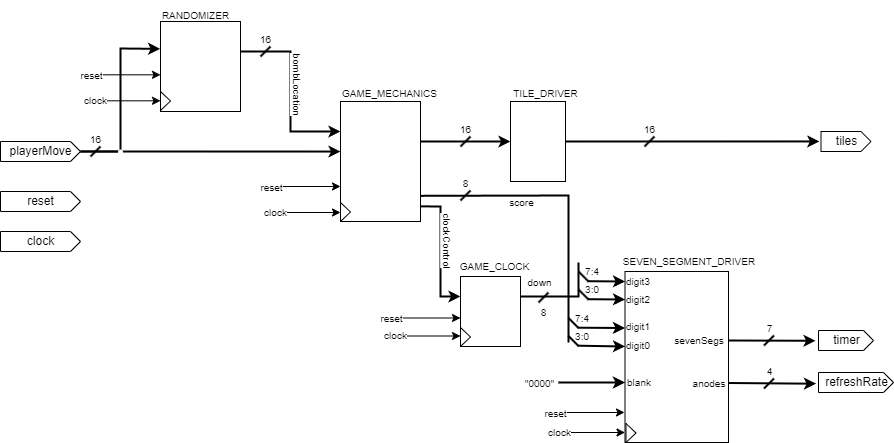 RANDOMIZER
16
reset
bombLocation
clock
GAME_MECHANICS
TILE_DRIVER
playerMove
16
16
16
tiles
reset
reset
8
score
clock
clock
clockControl
GAME_CLOCK
SEVEN_SEGMENT_DRIVER
down
7:4
digit3
3:0
digit2
8
reset
7:4
digit1
clock
3:0
digit0
sevenSegs
7
timer
"0000"
blank
anodes
4
refreshRate
reset
clock